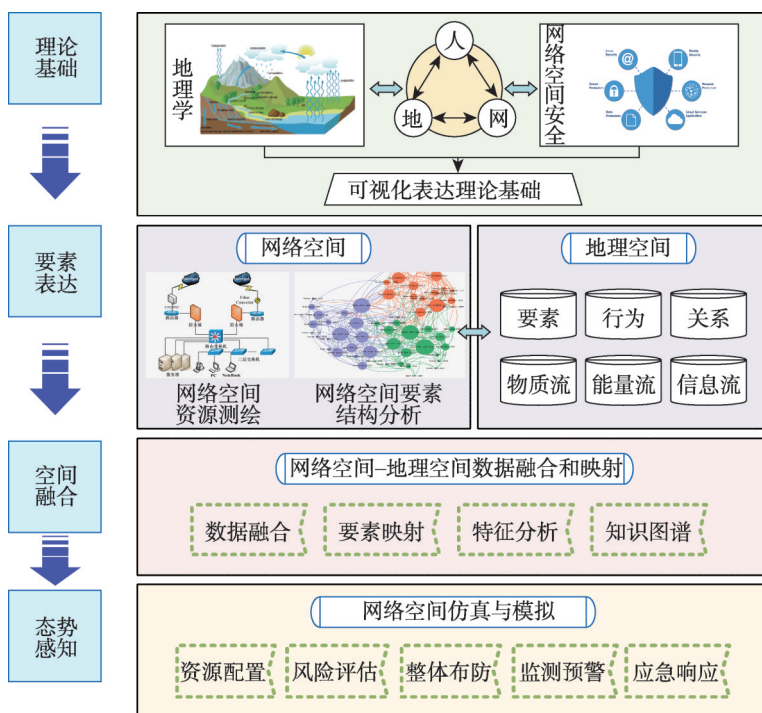 理论
基础
地理学
人
地
网
网络空间安全
可视化表达理论基础
要素
表达
网络空间
PC
NoteBook
服务器
网络空间
资源测绘
网络空间要素
结构分析
地理空间
要素
行为
关系
物质流
能量流
信息流
空间
融合
网络空间–地理空间数据融合和映射
数据融合
要素映射
特征分析
知识图谱
态势
感知
网络空间仿真与模拟
资源配置
风险评估
整体布防
监测预警
应急响应